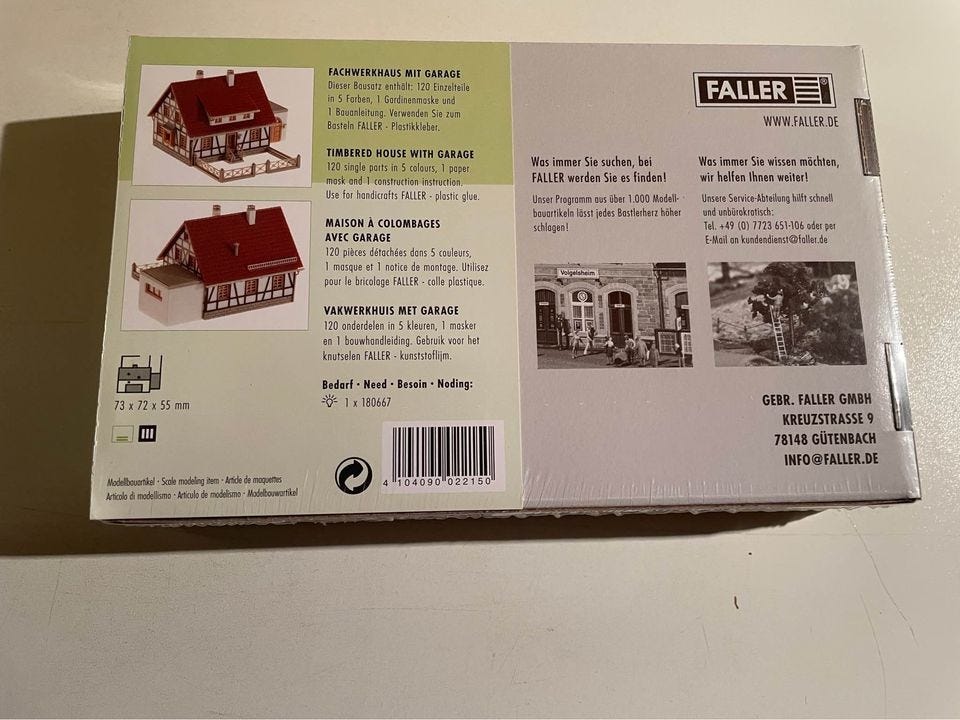 FACHWERKHAUS MIT GARAGE
Dieser Bausatz enthält: 120 Einzelteile
in 5 Farben, 1 Gardinenmaske und
1 Bauanleitung. Verwenden Sie zum
Basteln FALLER - Plastikkleber.
TIMBERED HOUSE WITH GARAGE
120 single parts in 5 colours, 1 paper
mask and 1 construction instruction.
Use for handicrafts FALLER - plastic glue.
MAISON À COLOMBAGES
AVEC GARAGE
120 pièces détachées dans 5 couleurs,
1 masque et 1 notice de montage. Utilisez
pour le bricolage FALLER - colle plastique.
VAKWERKHUIS MET GARAGE
120 onderdelen in 5 kleuren, 1 masker
en 1 bouwhandleiding. Gebruik voor het
knutselen FALLER - kunststoflijm.
Bedarf · Need · Besoin · Noding:
1 x 180667
73 x 72 x 55 mm
III
Modellbauartikel · Scale modeling item · Article de maquettes
Articolo di modellismo · Artículo de modelismo · Modelbouwartikel
4 104090 022150
FALLER
WWW.FALLER.DE
Was immer Sie suchen, bei
FALLER werden Sie es finden!
Unser Programm aus über 1.000 Modell-
bauartikeln lässt jedes Bastlerherz höher
schlagen!
Was immer Sie wissen möchten,
wir helfen Ihnen weiter!
Unsere Service-Abteilung hilft schnell
und unbürokratisch:
Tel. +49 (0) 7723 651-106 oder per
E-Mail an kundendienst@faller.de
Volgelsheim
GEBR. FALLER GMBH
KREUZSTRASSE 9
78148 GÜTENBACH
INFO@FALLER.DE